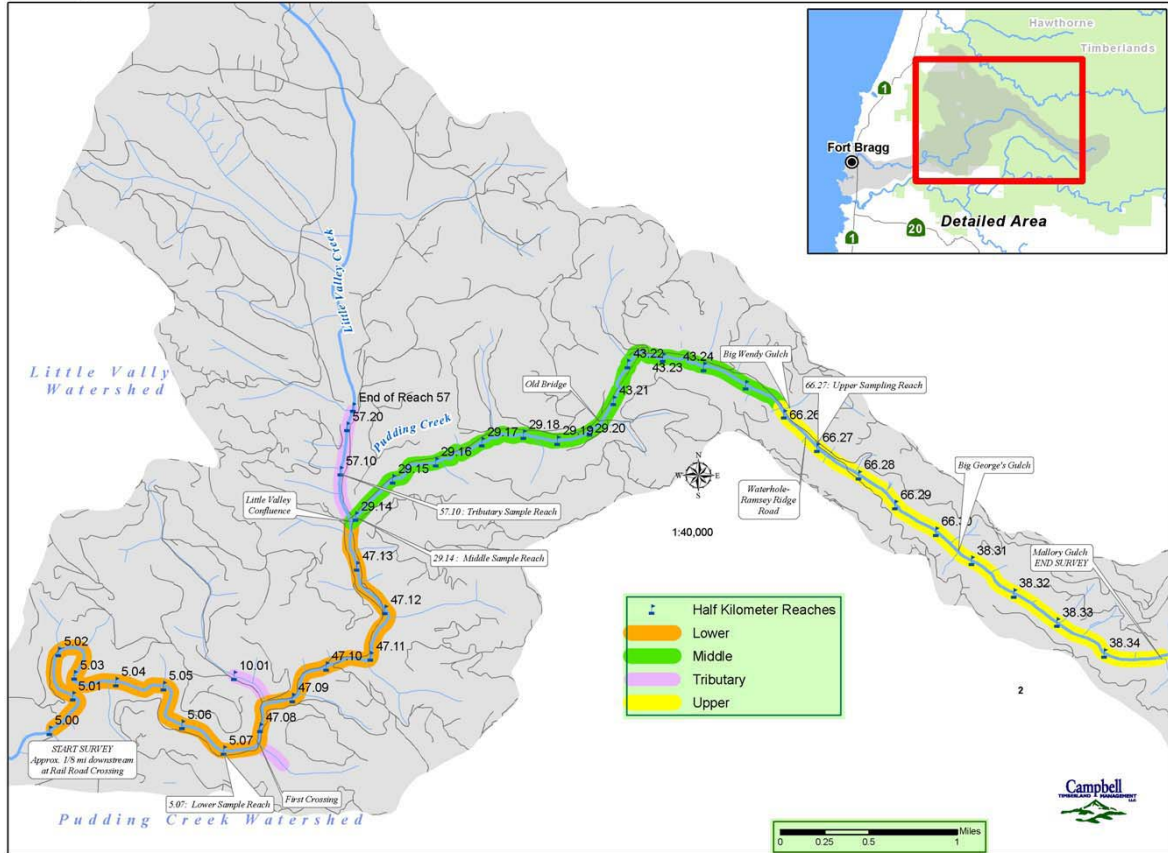 Hawthorne
Timberlands
1
Fort Bragg
Detailed Area
1
20
Little Valley Creek
Little Vally
Watershed
End of Reach 57
57.20
Pudding Creek
57.10
Little Valley
Confluence
57.10: Tributary Sample Reach
29.14 : Middle Sample Reach
29.14
29.15
29.16
29.17
29.18
29.19
29.20
Old Bridge
43.21
43.22
43.23
43.24
Big Wendy Gulch
66.27: Upper Sampling Reach
66.26
66.27
66.28
66.29
Waterhole-
Ramsey Ridge
Road
Big George's Gulch
38.31
38.32
38.33
38.34
Mallory Gulch
END SURVEY
N
W
E
S
1:40,000
47.13
47.12
47.11
47.10
47.09
47.08
10.01
5.02
5.03
5.04
5.05
5.01
5.00
5.06
5.07
START SURVEY
Approx. 1/8 mi downstream
at Rail Road Crossing
5.07: Lower Sample Reach
First Crossing
Pudding Creek Watershed
Half Kilometer Reaches
Lower
Middle
Tributary
Upper
2
Campbell
TIMBERLAND MANAGEMENT
LLC
Miles
0
0.25
0.5
1